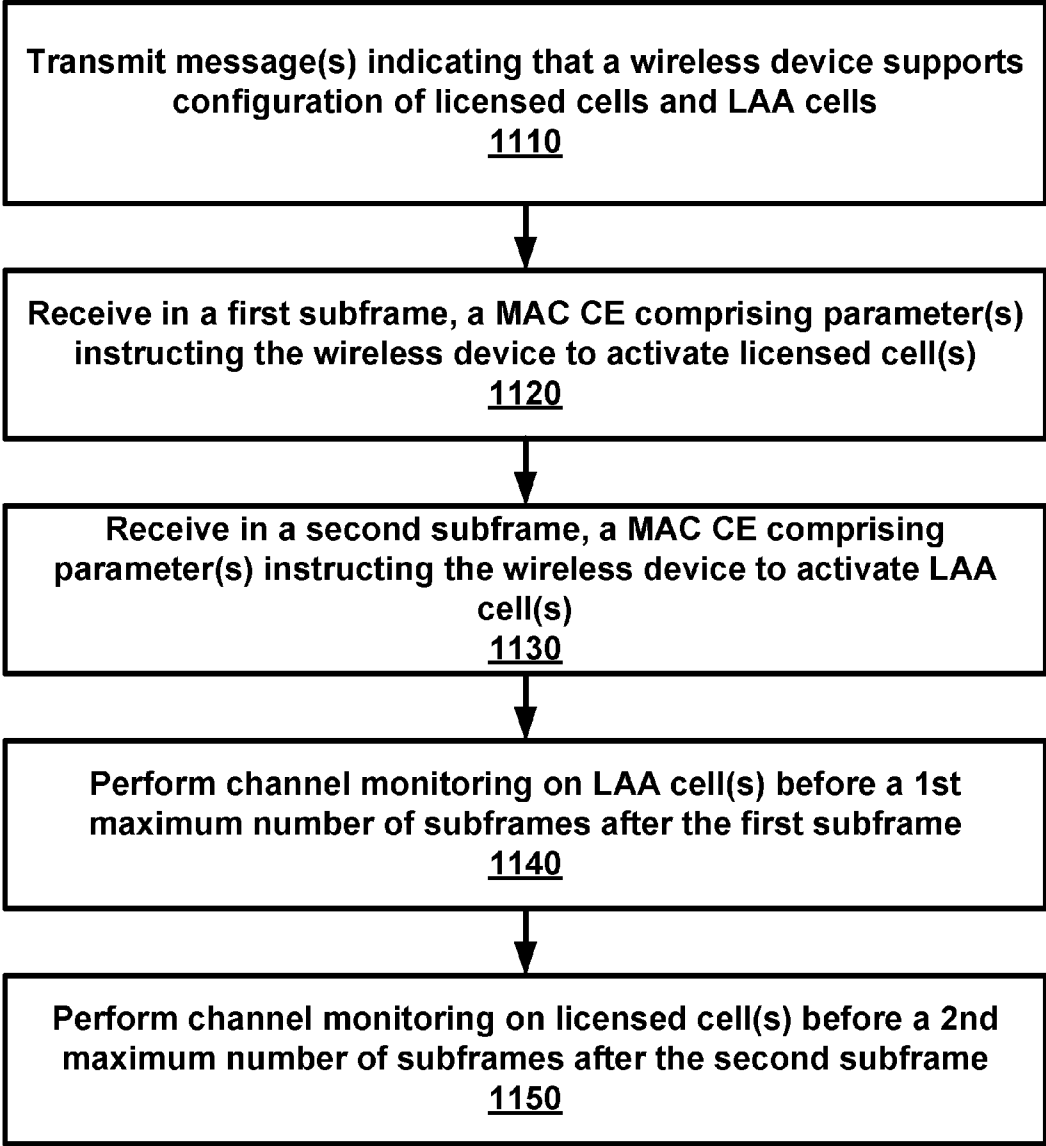 Transmit message(s) indicating that a wireless device supports
configuration of licensed cells and LAA cells
1110
Receive in a first subframe, a MAC CE comprising parameter(s)
instructing the wireless device to activate licensed cell(s)
1120
Receive in a second subframe, a MAC CE comprising
parameter(s) instructing the wireless device to activate LAA
cell(s)
1130
Perform channel monitoring on LAA cell(s) before a 1st
maximum number of subframes after the first subframe
1140
Perform channel monitoring on licensed cell(s) before a 2nd
maximum number of subframes after the second subframe
1150